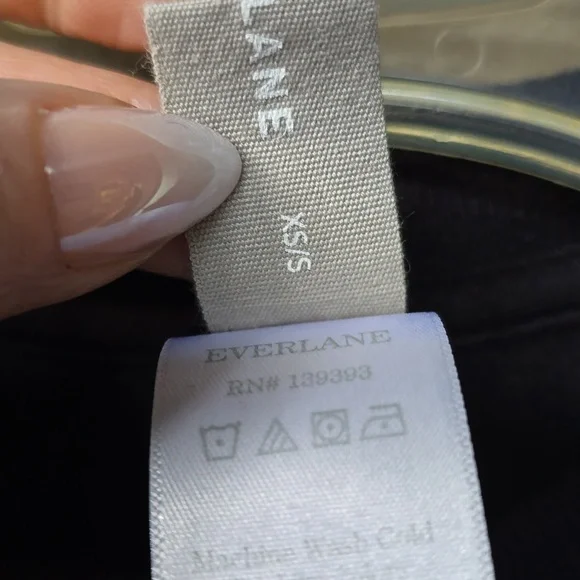 LANE
XS/S
EVERLANE
RN# 139393
Machine Wash Cold